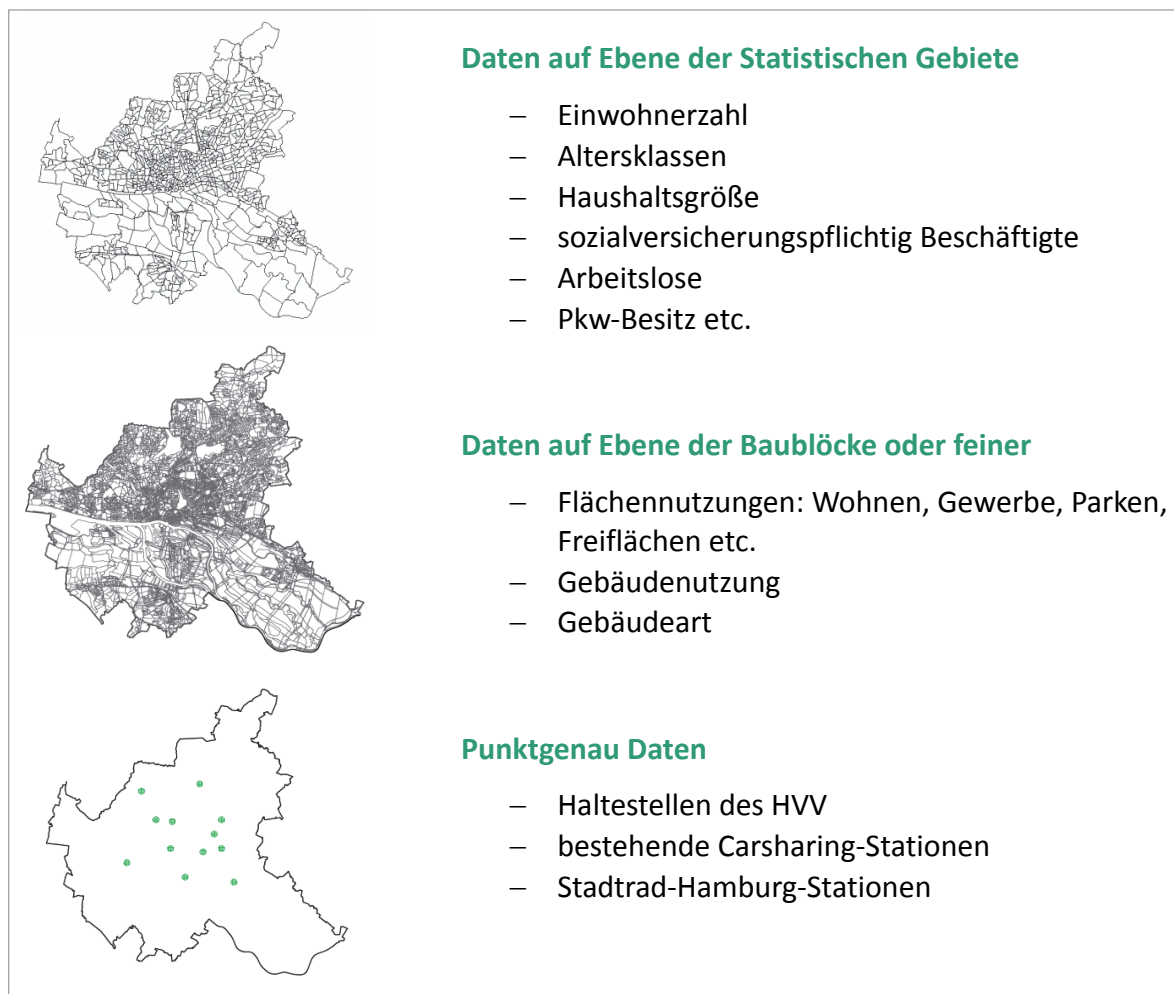 Daten auf Ebene der Statistischen Gebiete
– Einwohnerzahl
– Altersklassen
– Haushaltsgröße
– sozialversicherungspflichtig Beschäftigte
– Arbeitslose
– Pkw-Besitz etc.
Daten auf Ebene der Baublöcke oder feiner
– Flächennutzungen: Wohnen, Gewerbe, Parken,
Freiflächen etc.
– Gebäudenutzung
– Gebäudeart
Punktgenau Daten
– Haltestellen des HVV
– bestehende Carsharing-Stationen
– Stadtrad-Hamburg-Stationen